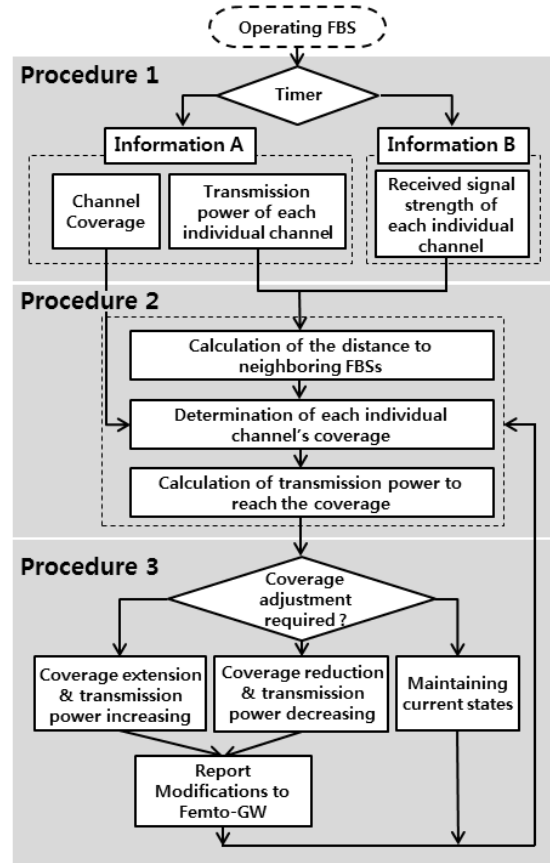 Operating FBS
Procedure 1
Timer
Information A
Information B
Channel
Coverage
Transmission
power of each
individual channel
Received signal
strength of
each individual
channel
Procedure 2
Calculation of the distance to
neighboring FBSs
Determination of each individual
channel's coverage
Calculation of transmission power to
reach the coverage
Procedure 3
Coverage
adjustment
required ?
Coverage extension
& transmission
power increasing
Coverage reduction
& transmission
power decreasing
Maintaining
current states
Report
Modifications to
Femto-GW